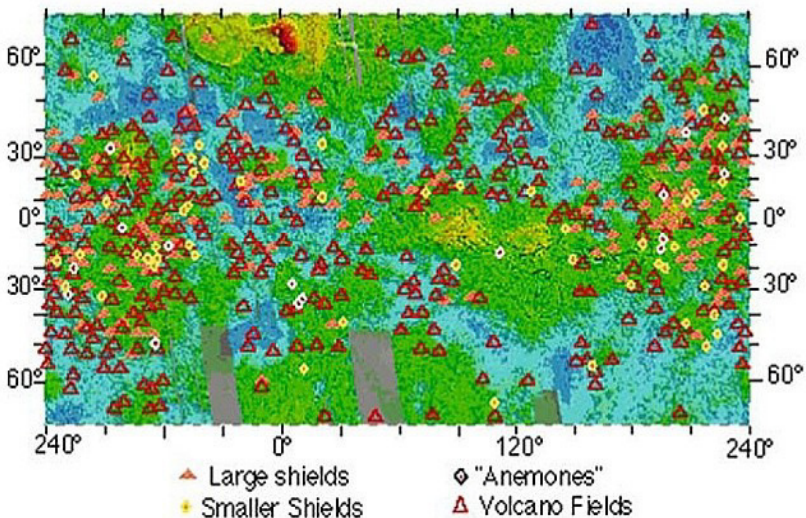 60° 60°
30° 30°
0° 0°
30° 30°
60° 60°
240° 0° 120° 240°
Large shields "Anemones"
Smaller Shields Volcano Fields